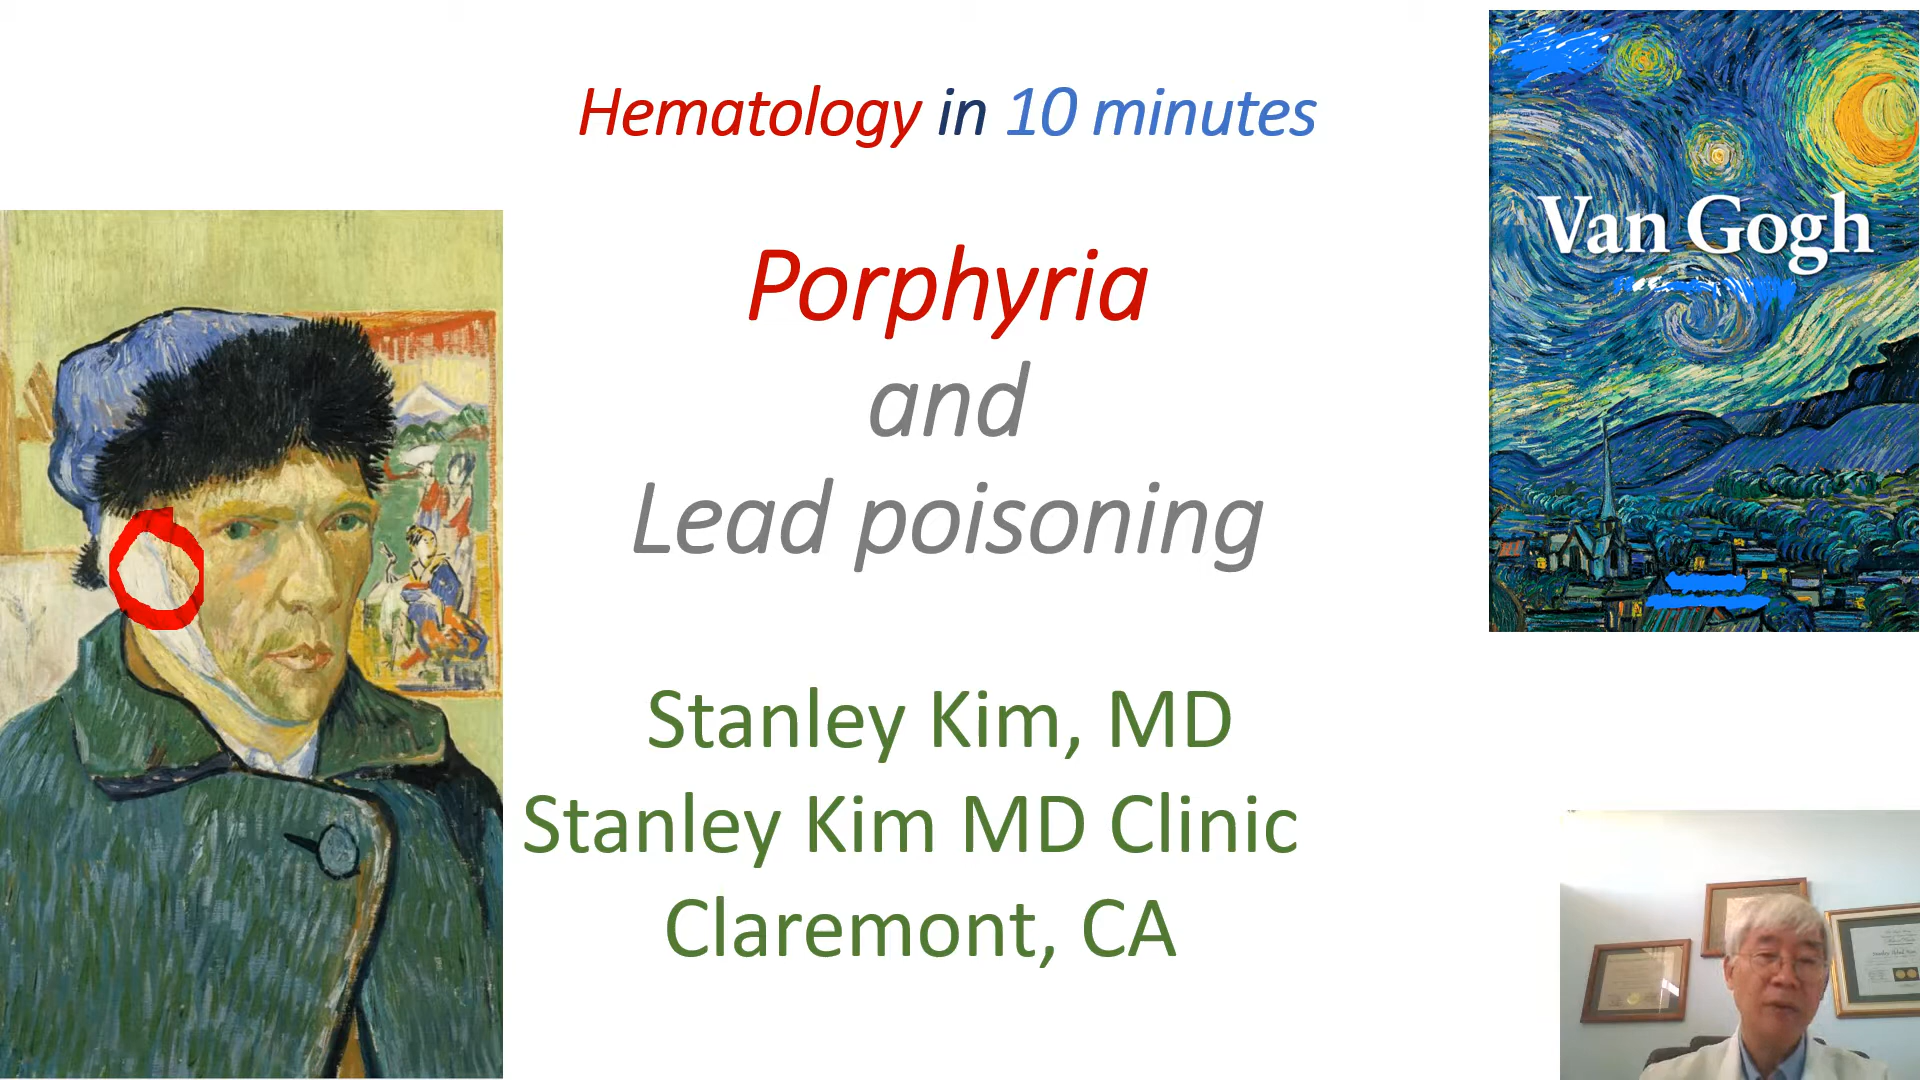 Hematology in 10 minutes
Van Gogh
Porphyria
and
Lead poisoning
Stanley Kim, MD
Stanley Kim MD Clinic
Claremont, CA